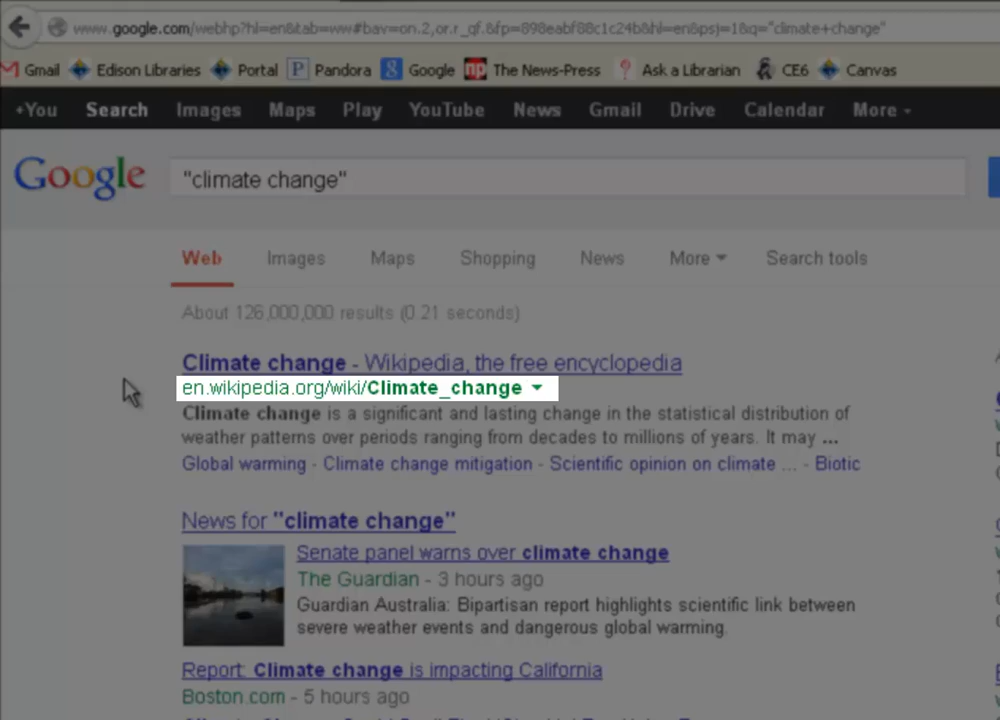 www.google.com/webhp?hl=en&tab=ww#bav=on.2,or.r_qf.&fp=898eabf88c1c24b&hl=en&psj=1&q="climate+change"
Gmail Edison Libraries Portal Pandora Google The News-Press Ask a Librarian CE6 Canvas
+You Search Images Maps Play YouTube News Gmail Drive Calendar More
Google "climate change"
Web Images Maps Shopping News More Search tools
About 126,000,000 results (0.21 seconds)
Climate change - Wikipedia, the free encyclopedia
en.wikipedia.org/wiki/Climate_change
Climate change is a significant and lasting change in the statistical distribution of
weather patterns over periods ranging from decades to millions of years. It may ...
Global warming - Climate change mitigation - Scientific opinion on climate ... - Biotic
News for "climate change"
Senate panel warns over climate change
The Guardian - 3 hours ago
Guardian Australia: Bipartisan report highlights scientific link between
severe weather events and dangerous global warming.
Report: Climate change is impacting California
Boston.com - 5 hours ago